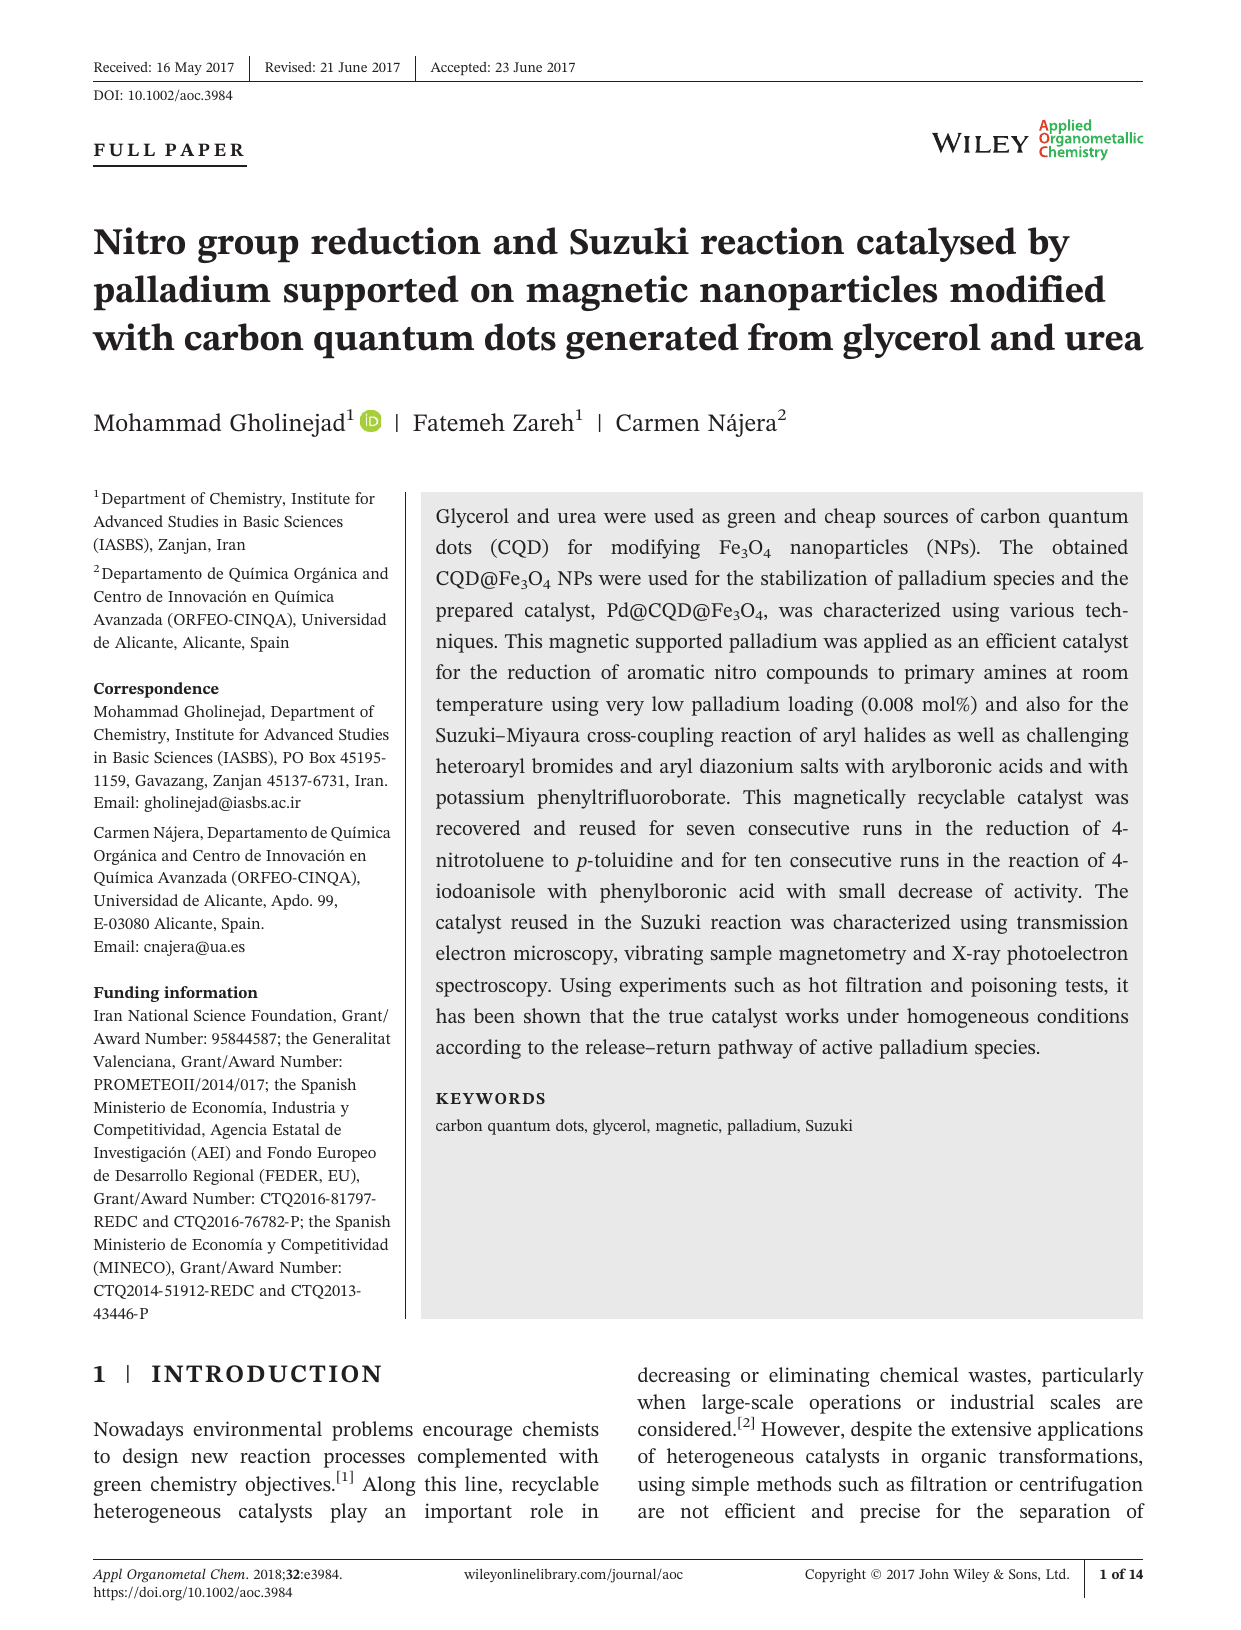 Received: 16 May 2017 | Revised: 21 June 2017 | Accepted: 23 June 2017
DOI: 10.1002/aoc.3984
FULL PAPER
WILEY
Applied
Organometallic
Chemistry
Nitro group reduction and Suzuki reaction catalysed by
palladium supported on magnetic nanoparticles modified
with carbon quantum dots generated from glycerol and urea
Mohammad Gholinejad¹ iD | Fatemeh Zareh¹ | Carmen Nájera²
¹ Department of Chemistry, Institute for
Advanced Studies in Basic Sciences
(IASBS), Zanjan, Iran
² Departamento de Química Orgánica and
Centro de Innovación en Química
Avanzada (ORFEO-CINQA), Universidad
de Alicante, Alicante, Spain
Correspondence
Mohammad Gholinejad, Department of
Chemistry, Institute for Advanced Studies
in Basic Sciences (IASBS), PO Box 45195-
1159, Gavazang, Zanjan 45137-6731, Iran.
Email: gholinejad@iasbs.ac.ir
Carmen Nájera, Departamento de Química
Orgánica and Centro de Innovación en
Química Avanzada (ORFEO-CINQA),
Universidad de Alicante, Apdo. 99,
E-03080 Alicante, Spain.
Email: cnajera@ua.es
Funding information
Iran National Science Foundation, Grant/
Award Number: 95844587; the Generalitat
Valenciana, Grant/Award Number:
PROMETEOII/2014/017; the Spanish
Ministerio de Economía, Industria y
Competitividad, Agencia Estatal de
Investigación (AEI) and Fondo Europeo
de Desarrollo Regional (FEDER, EU),
Grant/Award Number: CTQ2016-81797-
REDC and CTQ2016-76782-P; the Spanish
Ministerio de Economía y Competitividad
(MINECO), Grant/Award Number:
CTQ2014-51912-REDC and CTQ2013-
43446-P
Glycerol and urea were used as green and cheap sources of carbon quantum
dots (CQD) for modifying Fe₃O₄ nanoparticles (NPs). The obtained
CQD@Fe₃O₄ NPs were used for the stabilization of palladium species and the
prepared catalyst, Pd@CQD@Fe₃O₄, was characterized using various tech-
niques. This magnetic supported palladium was applied as an efficient catalyst
for the reduction of aromatic nitro compounds to primary amines at room
temperature using very low palladium loading (0.008 mol%) and also for the
Suzuki–Miyaura cross-coupling reaction of aryl halides as well as challenging
heteroaryl bromides and aryl diazonium salts with arylboronic acids and with
potassium phenyltrifluoroborate. This magnetically recyclable catalyst was
recovered and reused for seven consecutive runs in the reduction of 4-
nitrotoluene to p-toluidine and for ten consecutive runs in the reaction of 4-
iodoanisole with phenylboronic acid with small decrease of activity. The
catalyst reused in the Suzuki reaction was characterized using transmission
electron microscopy, vibrating sample magnetometry and X-ray photoelectron
spectroscopy. Using experiments such as hot filtration and poisoning tests, it
has been shown that the true catalyst works under homogeneous conditions
according to the release–return pathway of active palladium species.
KEYWORDS
carbon quantum dots, glycerol, magnetic, palladium, Suzuki
1 | INTRODUCTION
Nowadays environmental problems encourage chemists
to design new reaction processes complemented with
green chemistry objectives.[1] Along this line, recyclable
heterogeneous catalysts play an important role in
decreasing or eliminating chemical wastes, particularly
when large-scale operations or industrial scales are
considered.[2] However, despite the extensive applications
of heterogeneous catalysts in organic transformations,
using simple methods such as filtration or centrifugation
are not efficient and precise for the separation of
Appl Organometal Chem. 2018;32:e3984.
https://doi.org/10.1002/aoc.3984
wileyonlinelibrary.com/journal/aoc
Copyright © 2017 John Wiley & Sons, Ltd. | 1 of 14